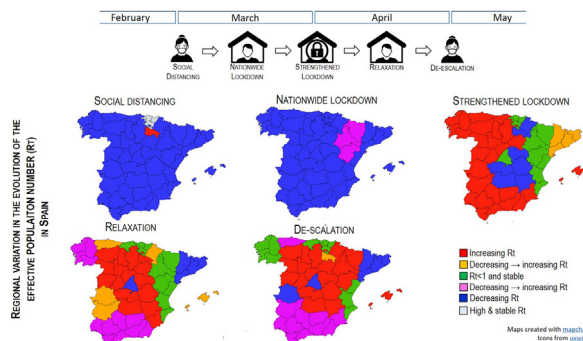 February
March
April
May
SOCIAL
DISTANCING
NATIONWIDE
LOCKDOWN
STRENGTHENED
LOCKDOWN
RELAXATION
DE-ESCALATION
REGIONAL VARIATION IN THE EVOLUTION OF THE
EFFECTIVE POPULAITON NUMBER (RT)
IN SPAIN
SOCIAL DISTANCING
NATIONWIDE LOCKDOWN
STRENGTHENED LOCKDOWN
RELAXATION
DE-SCALATION
Increasing Rt
Decreasing → increasing Rt
Rt<1 and stable
Decreasing → increasing Rt
Decreasing Rt
High & stable Rt
Maps created with mapch
Icons from